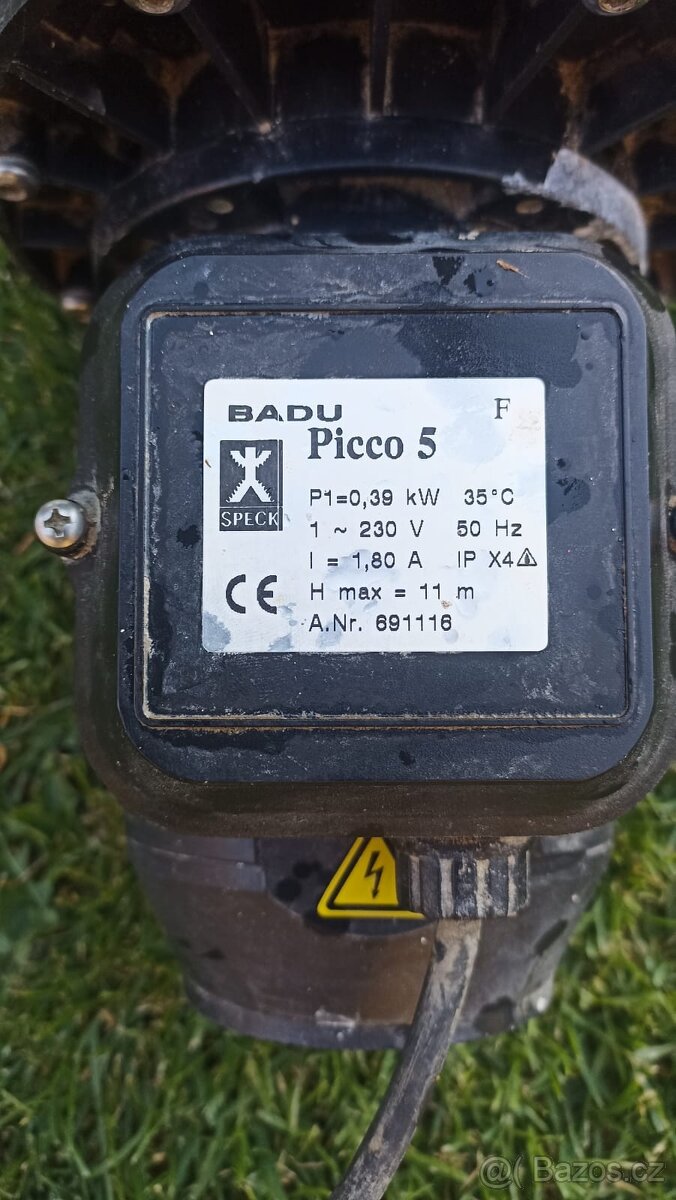 BADU F
Picco 5
SPECK
P1=0,39 kW 35°C
1 ~ 230 V 50 Hz
I = 1,80 A IP X4
CE
H max = 11 m
A.Nr. 691116
@ Bazos.cz